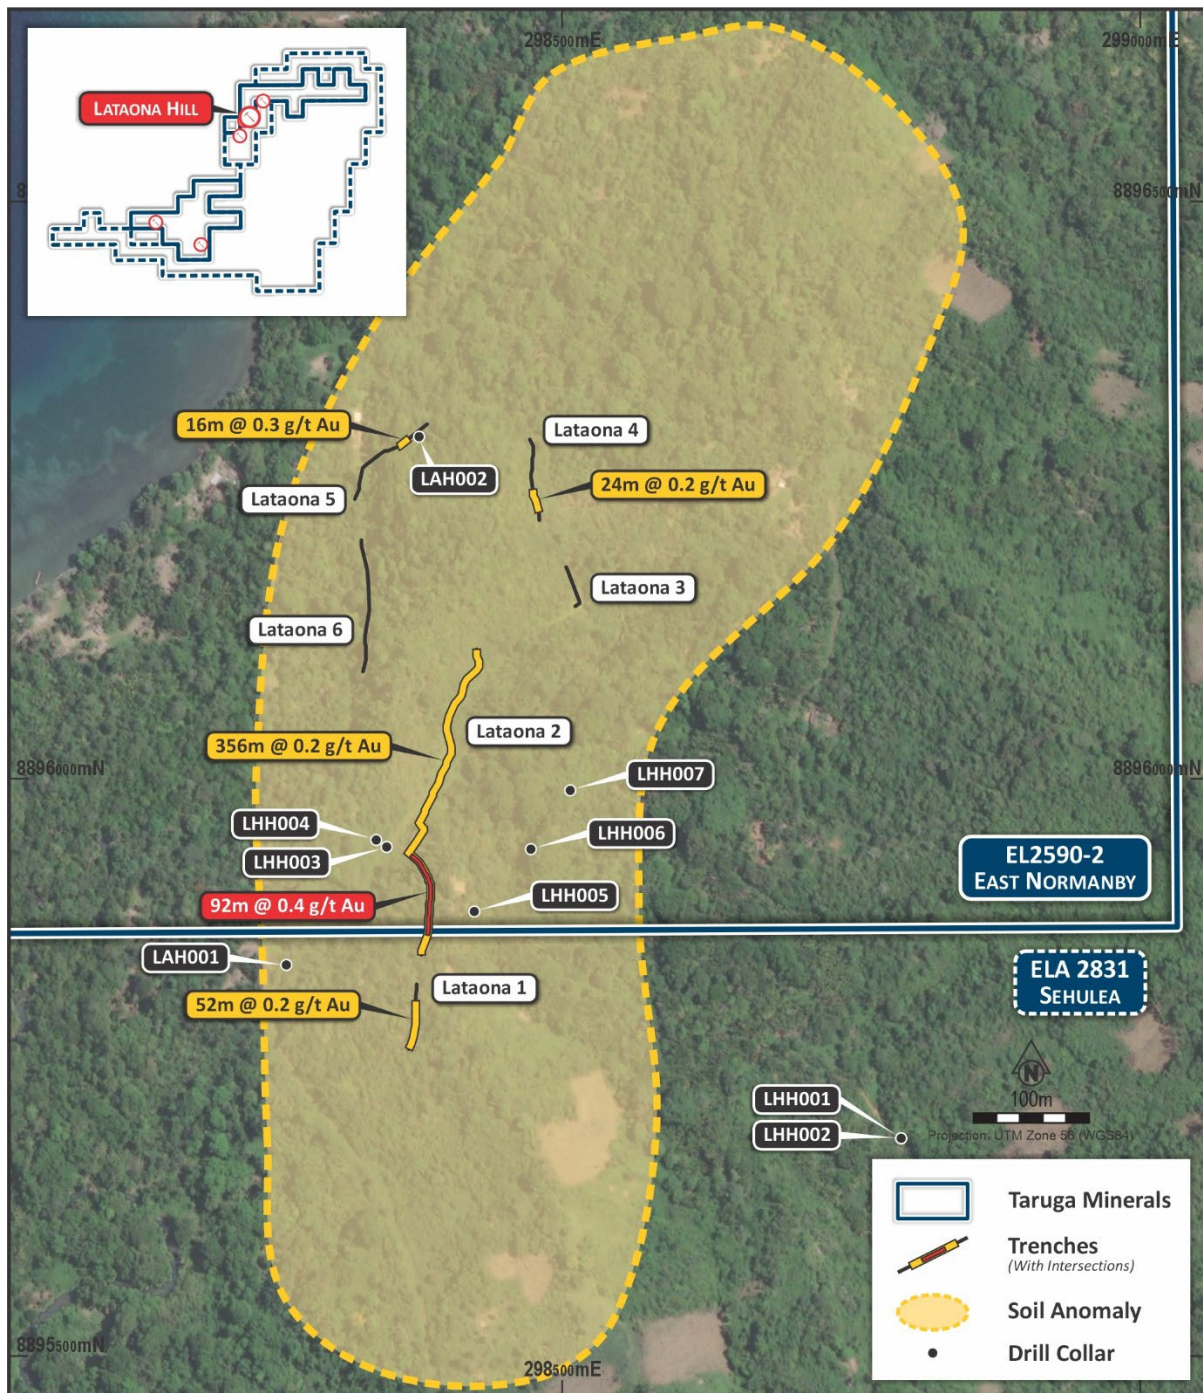 298500mE
299000mE
LATAONA HILL
8896500mN
16m @ 0.3 g/t Au
Lataona 4
LAH002
24m @ 0.2 g/t Au
Lataona 5
Lataona 3
Lataona 6
Lataona 2
356m @ 0.2 g/t Au
8896000mN
8896000mN
LHH007
LHH004
LHH006
LHH003
EL2590-2
EAST NORMANBY
LHH005
92m @ 0.4 g/t Au
LAH001
ELA 2831
SEHULEA
Lataona 1
52m @ 0.2 g/t Au
N
100m
LHH001
LHH002
Projection: UTM Zone 56 (WGS84)
Taruga Minerals
Trenches
(With Intersections)
Soil Anomaly
Drill Collar
8895500mN
298500mE